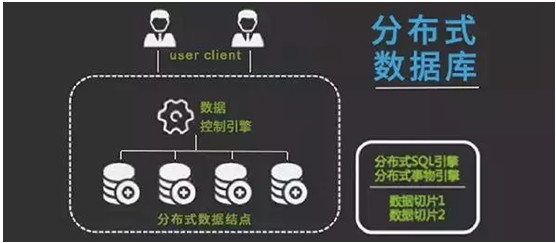 分布式
数据库
user client
数据
控制引擎
分布式数据结点
分布式SQL引擎
分布式事物引擎
数据切片1
数据切片2